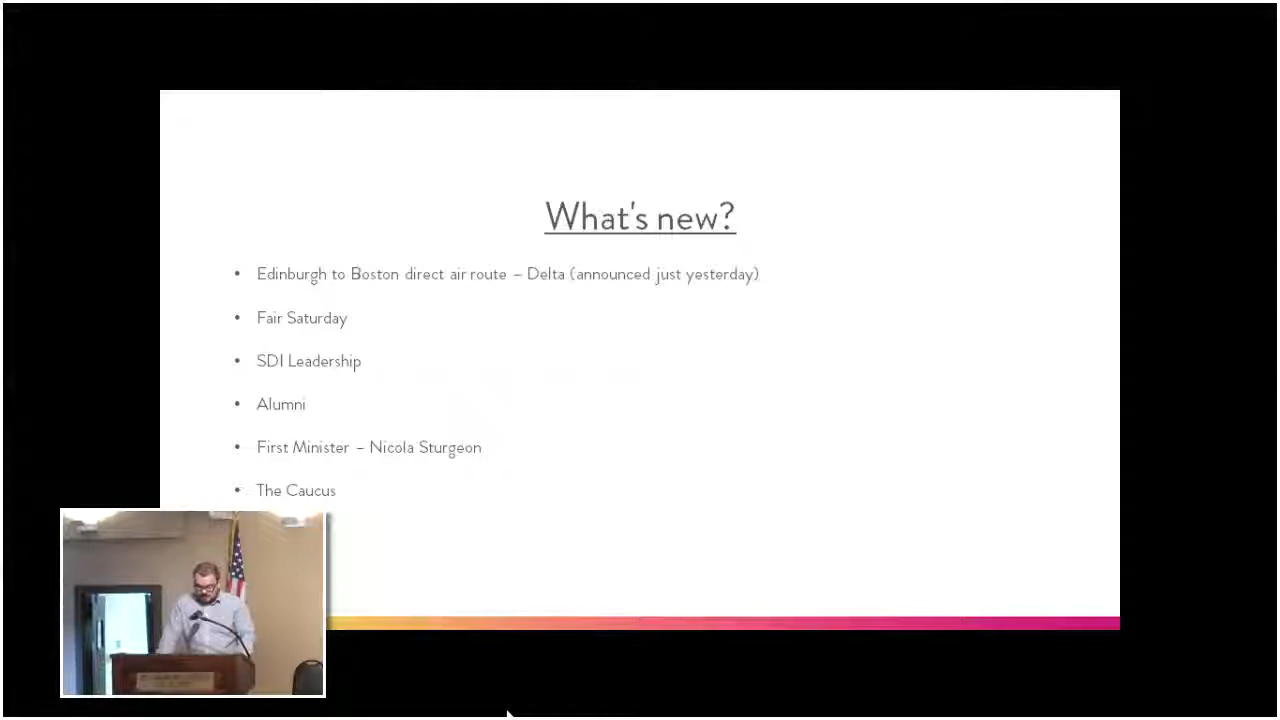 What's new?
• Edinburgh to Boston direct air route – Delta (announced just yesterday)
• Fair Saturday
• SDI Leadership
• Alumni
• First Minister – Nicola Sturgeon
• The Caucus